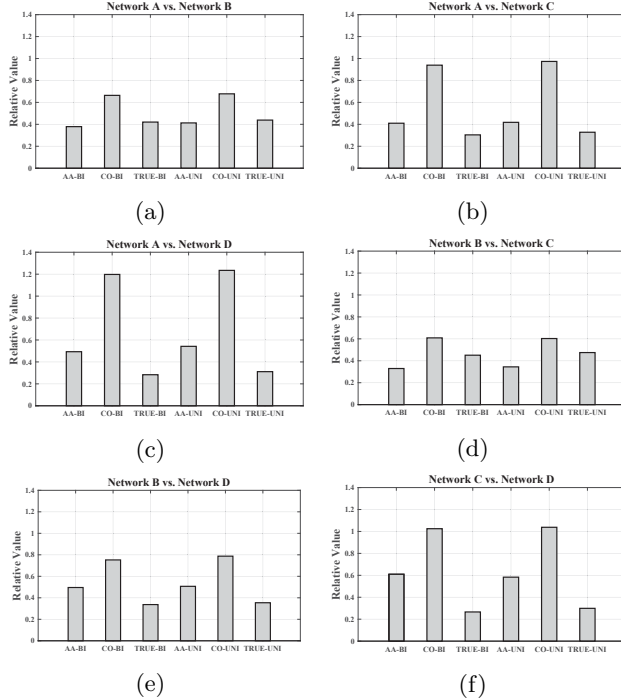 Network A vs. Network B
Relative Value
1.4
1.2
1
0.8
0.6
0.4
0.2
0
AA-BI CO-BI TRUE-BI AA-UNI CO-UNI TRUE-UNI
(a)
Network A vs. Network C
Relative Value
1.4
1.2
1
0.8
0.6
0.4
0.2
0
AA-BI CO-BI TRUE-BI AA-UNI CO-UNI TRUE-UNI
(b)
Network A vs. Network D
Relative Value
1.4
1.2
1
0.8
0.6
0.4
0.2
0
AA-BI CO-BI TRUE-BI AA-UNI CO-UNI TRUE-UNI
(c)
Network B vs. Network C
Relative Value
1.4
1.2
1
0.8
0.6
0.4
0.2
0
AA-BI CO-BI TRUE-BI AA-UNI CO-UNI TRUE-UNI
(d)
Network B vs. Network D
Relative Value
1.4
1.2
1
0.8
0.6
0.4
0.2
0
AA-BI CO-BI TRUE-BI AA-UNI CO-UNI TRUE-UNI
(e)
Network C vs. Network D
Relative Value
1.4
1.2
1
0.8
0.6
0.4
0.2
0
AA-BI CO-BI TRUE-BI AA-UNI CO-UNI TRUE-UNI
(f)